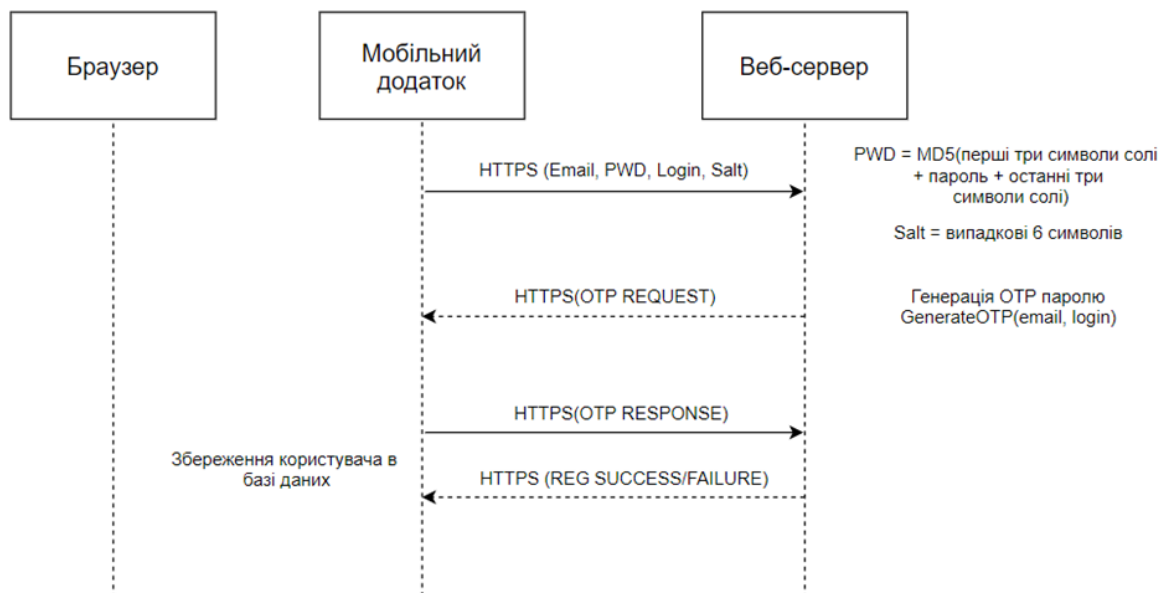 Браузер
Мобільний
додаток
Веб-сервер
HTTPS (Email, PWD, Login, Salt)
PWD = MD5(перші три символи солі
+ пароль + останні три
символи солі)
Salt = випадкові 6 символів
HTTPS(OTP REQUEST)
Генерація ОТР паролю
GenerateOTP(email, login)
HTTPS(OTP RESPONSE)
Збереження користувача в
базі даних
HTTPS (REG SUCCESS/FAILURE)